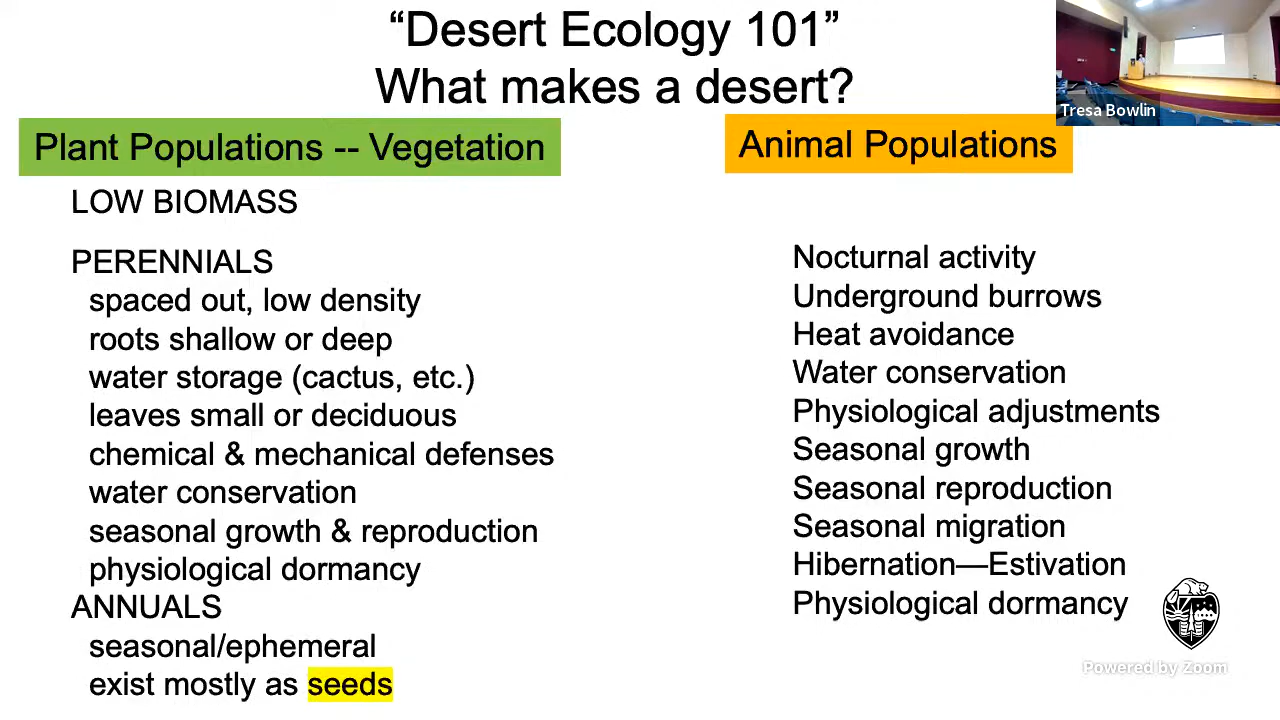 “Desert Ecology 101”
What makes a desert?
Tresa Bowlin
Plant Populations -- Vegetation
LOW BIOMASS
PERENNIALS
spaced out, low density
roots shallow or deep
water storage (cactus, etc.)
leaves small or deciduous
chemical & mechanical defenses
water conservation
seasonal growth & reproduction
physiological dormancy
ANNUALS
seasonal/ephemeral
exist mostly as seeds
Animal Populations
Nocturnal activity
Underground burrows
Heat avoidance
Water conservation
Physiological adjustments
Seasonal growth
Seasonal reproduction
Seasonal migration
Hibernation—Estivation
Physiological dormancy
Powered by Zoom